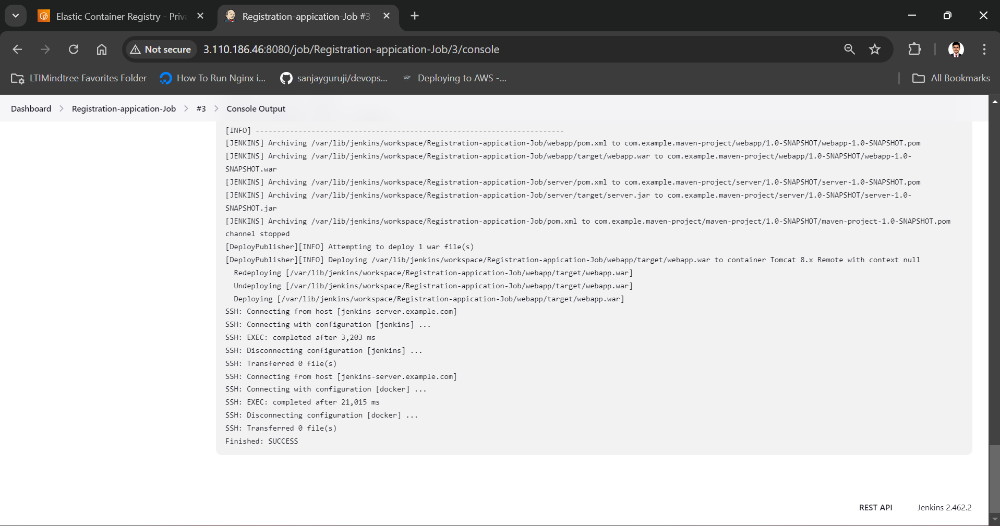 Elastic Container Registry - Priva
Registration-appication-Job #3
Not secure
3.110.186.46:8080/job/Registration-appication-Job/3/console
LTIMindtree Favorites Folder
How To Run Nginx i...
sanjayguruji/devops...
Deploying to AWS -...
All Bookmarks
Dashboard > Registration-appication-Job > #3 > Console Output
[INFO] ------------------------------------------------------------------------
[JENKINS] Archiving /var/lib/jenkins/workspace/Registration-appication-Job/webapp/pom.xml to com.example.maven-project/webapp/1.0-SNAPSHOT/webapp-1.0-SNAPSHOT.pom
[JENKINS] Archiving /var/lib/jenkins/workspace/Registration-appication-Job/webapp/target/webapp.war to com.example.maven-project/webapp/1.0-SNAPSHOT/webapp-1.0-
SNAPSHOT.war
[JENKINS] Archiving /var/lib/jenkins/workspace/Registration-appication-Job/server/pom.xml to com.example.maven-project/server/1.0-SNAPSHOT/server-1.0-SNAPSHOT.pom
[JENKINS] Archiving /var/lib/jenkins/workspace/Registration-appication-Job/server/target/server.jar to com.example.maven-project/server/1.0-SNAPSHOT/server-1.0-
SNAPSHOT.jar
[JENKINS] Archiving /var/lib/jenkins/workspace/Registration-appication-Job/pom.xml to com.example.maven-project/maven-project/1.0-SNAPSHOT/maven-project-1.0-SNAPSHOT.pom
channel stopped
[DeployPublisher][INFO] Attempting to deploy 1 war file(s)
[DeployPublisher][INFO] Deploying /var/lib/jenkins/workspace/Registration-appication-Job/webapp/target/webapp.war to container Tomcat 8.x Remote with context null
Redeploying [/var/lib/jenkins/workspace/Registration-appication-Job/webapp/target/webapp.war]
Undeploying [/var/lib/jenkins/workspace/Registration-appication-Job/webapp/target/webapp.war]
Deploying [/var/lib/jenkins/workspace/Registration-appication-Job/webapp/target/webapp.war]
SSH: Connecting from host [jenkins-server.example.com]
SSH: Connecting with configuration [jenkins] ...
SSH: EXEC: completed after 3,203 ms
SSH: Disconnecting configuration [jenkins] ...
SSH: Transferred 0 file(s)
SSH: Connecting from host [jenkins-server.example.com]
SSH: Connecting with configuration [docker] ...
SSH: EXEC: completed after 21,015 ms
SSH: Disconnecting configuration [docker] ...
SSH: Transferred 0 file(s)
Finished: SUCCESS
REST API
Jenkins 2.462.2